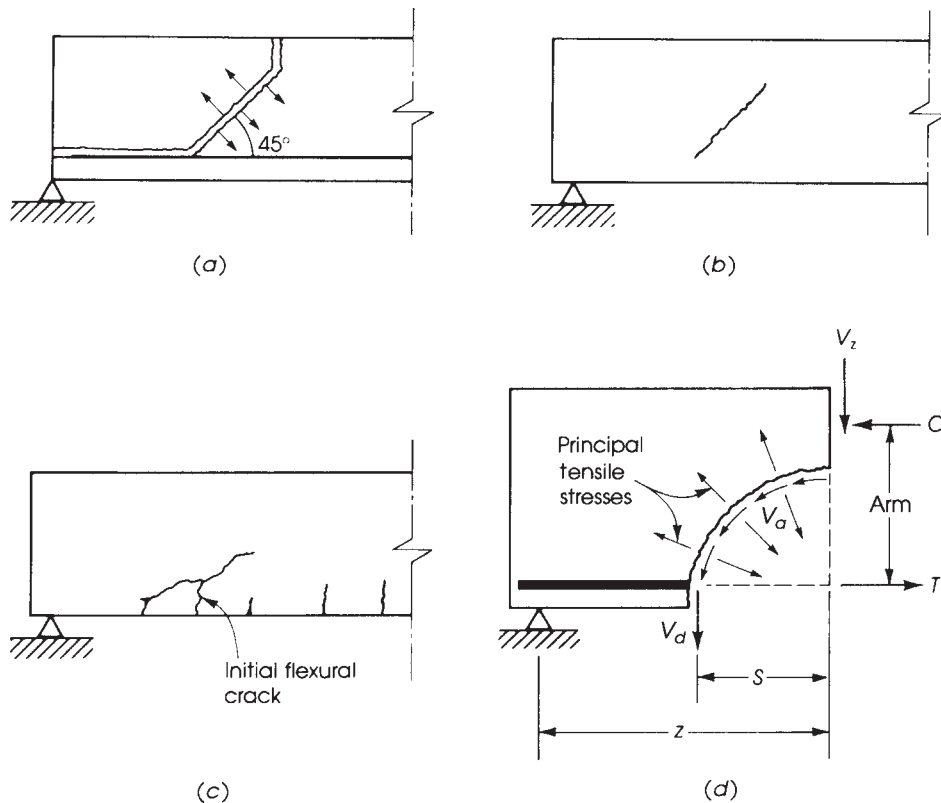 45°
(a)
(b)
Initial flexural
crack
(c)
V_z
C
Principal
tensile
stresses
V_a
Arm
T
V_d
S
z
(d)